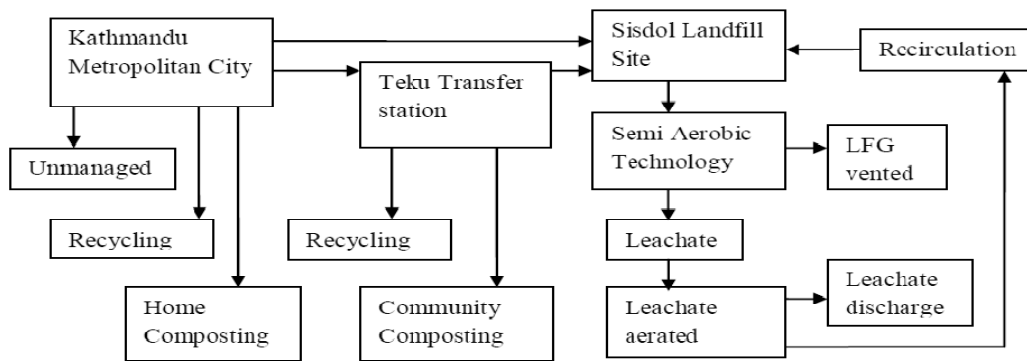 Kathmandu
Metropolitan City
Sisdol Landfill
Site
Recirculation
Teku Transfer
station
Semi Aerobic
Technology
LFG
vented
Unmanaged
Recycling
Recycling
Leachate
Home
Composting
Community
Composting
Leachate
aerated
Leachate
discharge